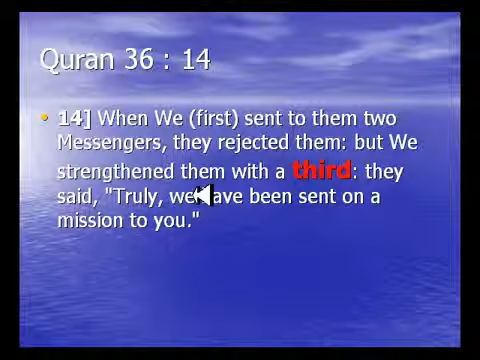 Quran 36 : 14
• 14] When We (first) sent to them two
Messengers, they rejected them: but We
strengthened them with a third: they
said, "Truly, we have been sent on a
mission to you."